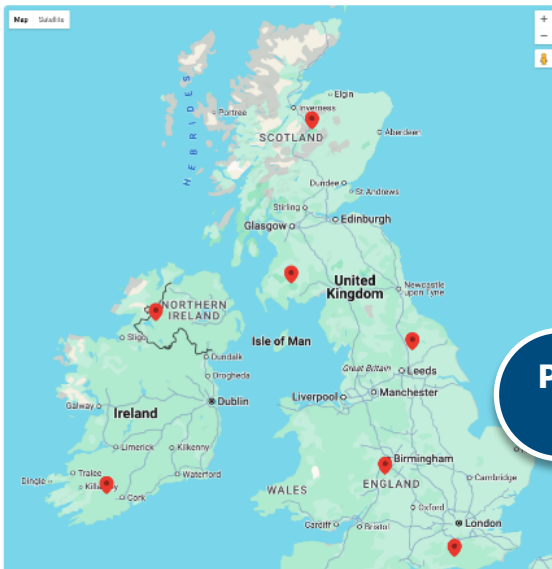 Map Satellite
+
−
HEBRIDES
Elgin
Inverness
Portree
SCOTLAND
Aberdeen
Dundee
St Andrews
Stirling
Glasgow
Edinburgh
United
Kingdom
Newcastle
upon Tyne
NORTHERN
IRELAND
Sligo
Isle of Man
Dundalk
Drogheda
Great Britain
Leeds
Galway
Ireland
Dublin
Liverpool
Manchester
Limerick
Kilkenny
Birmingham
Dingle
Tralee
Waterford
WALES
ENGLAND
Cambridge
Cork
Oxford
Cardiff
Bristol
London
P